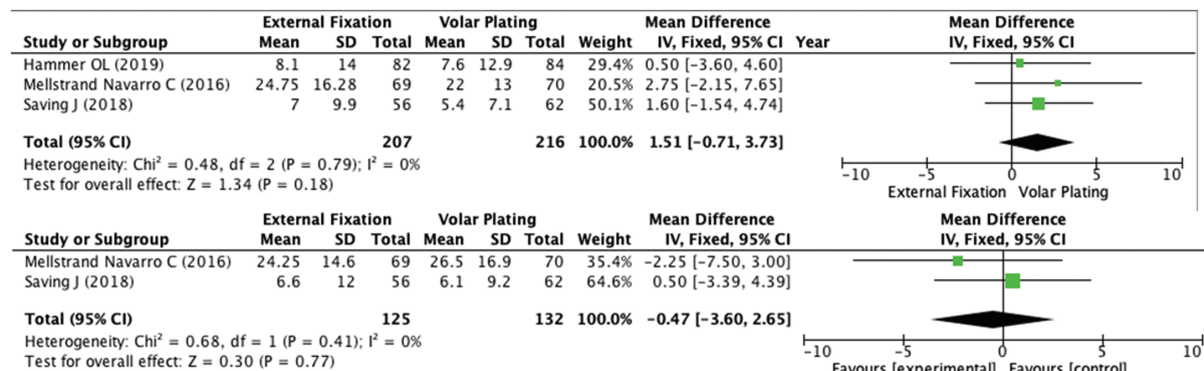 External Fixation Volar Plating Mean Difference Mean Difference
Study or Subgroup Mean SD Total Mean SD Total Weight IV, Fixed, 95% CI Year IV, Fixed, 95% CI
Hammer OL (2019) 8.1 14 82 7.6 12.9 84 29.4% 0.50 [−3.60, 4.60]
Mellstrand Navarro C (2016) 24.75 16.28 69 22 13 70 20.5% 2.75 [−2.15, 7.65]
Saving J (2018) 7 9.9 56 5.4 7.1 62 50.1% 1.60 [−1.54, 4.74]
Total (95% CI) 207 216 100.0% 1.51 [−0.71, 3.73]
Heterogeneity: Chi² = 0.48, df = 2 (P = 0.79); I² = 0%
Test for overall effect: Z = 1.34 (P = 0.18)
−10 −5 0 5 10
External Fixation Volar Plating
External Fixation Volar Plating Mean Difference Mean Difference
Study or Subgroup Mean SD Total Mean SD Total Weight IV, Fixed, 95% CI IV, Fixed, 95% CI
Mellstrand Navarro C (2016) 24.25 14.6 69 26.5 16.9 70 35.4% −2.25 [−7.50, 3.00]
Saving J (2018) 6.6 12 56 6.1 9.2 62 64.6% 0.50 [−3.39, 4.39]
Total (95% CI) 125 132 100.0% −0.47 [−3.60, 2.65]
Heterogeneity: Chi² = 0.68, df = 1 (P = 0.41); I² = 0%
Test for overall effect: Z = 0.30 (P = 0.77)
−10 −5 0 5 10
Favours [experimental] Favours [control]